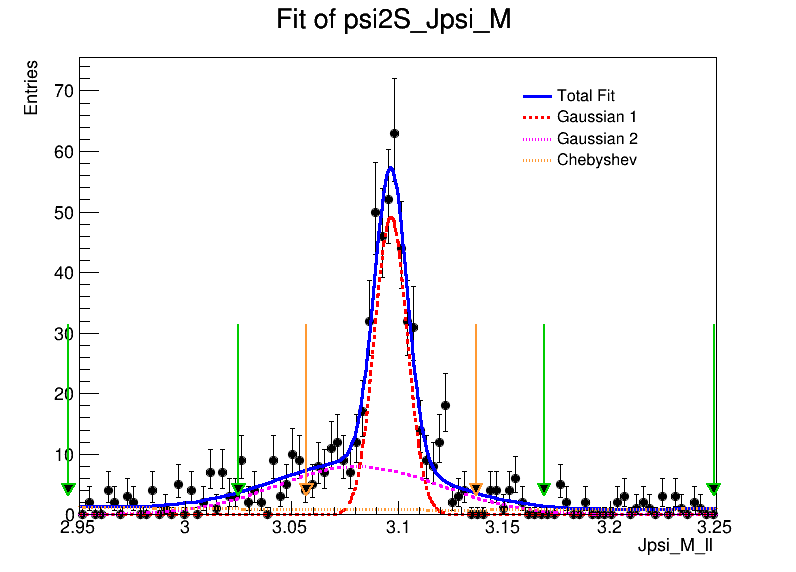 Fit of psi2S_Jpsi_M
Entries
Total Fit
Gaussian 1
Gaussian 2
Chebyshev
70
60
50
40
30
20
10
0
2.95
3
3.05
3.1
3.15
3.2
3.25
Jpsi_M_ll